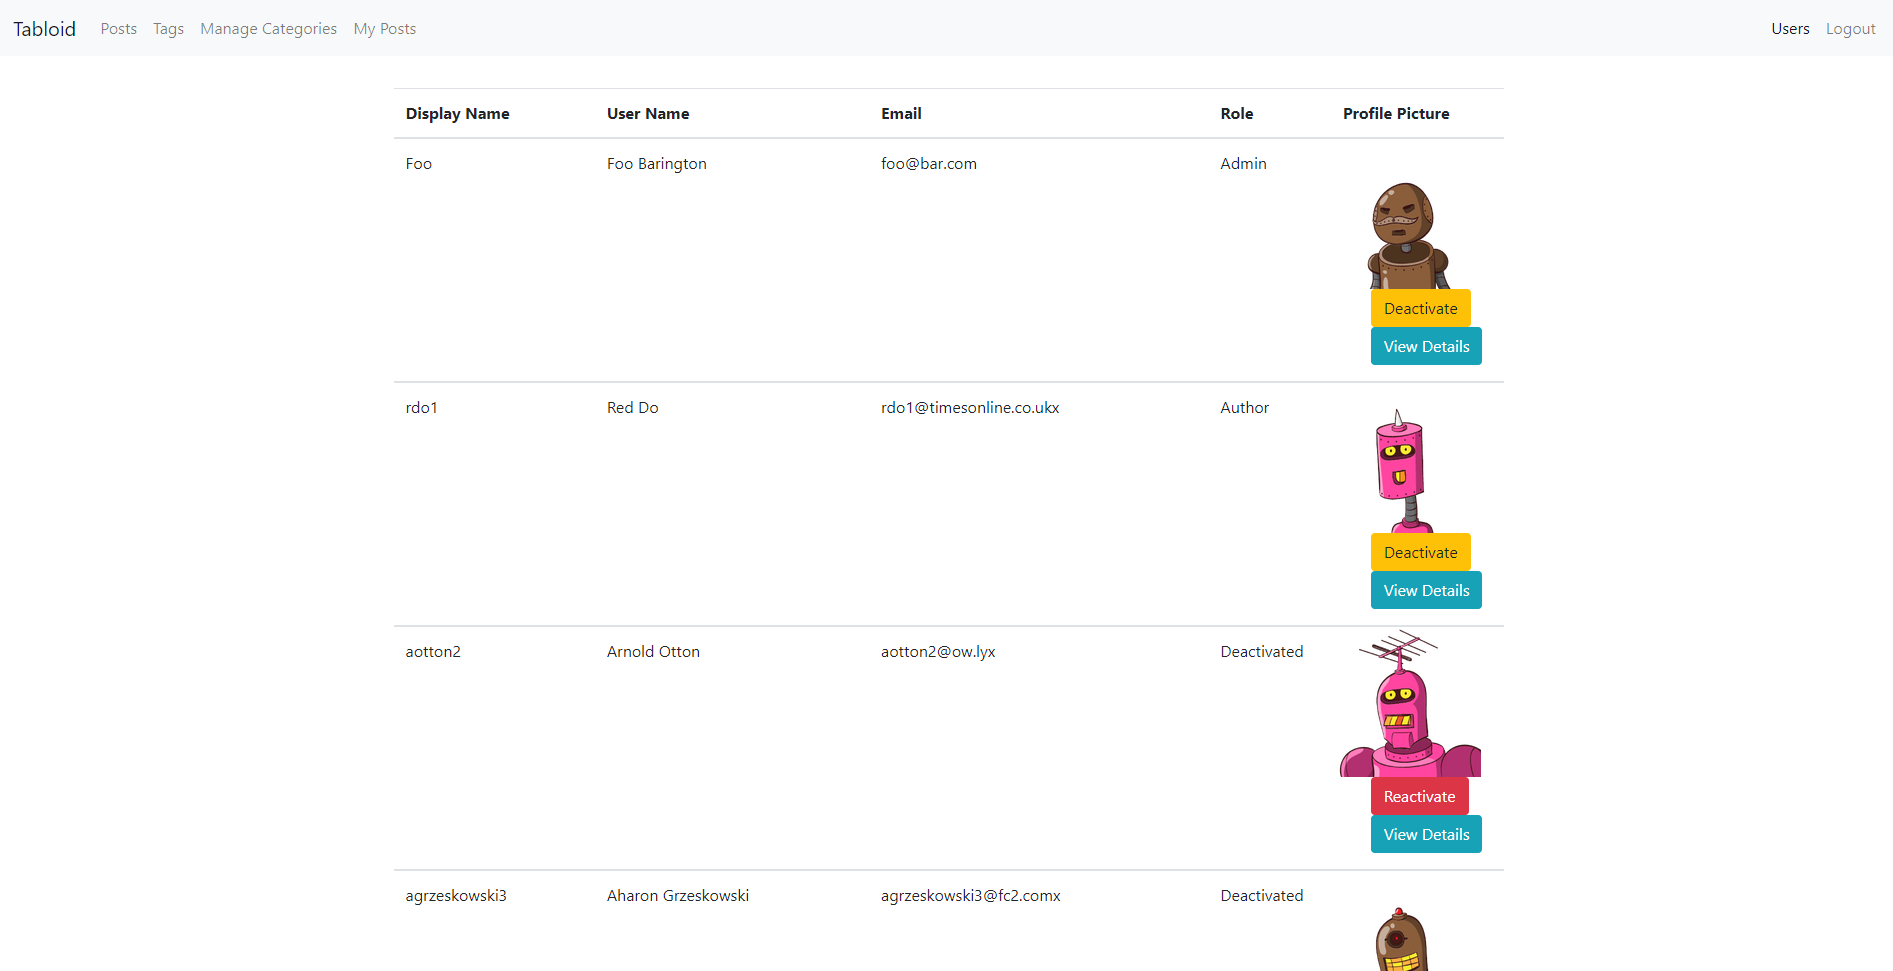 Tabloid Posts Tags Manage Categories My Posts Users Logout
Display Name User Name Email Role Profile Picture
Foo Foo Barington foo@bar.com Admin
Deactivate
View Details
rdo1 Red Do rdo1@timesonline.co.ukx Author
Deactivate
View Details
aotton2 Arnold Otton aotton2@ow.lyx Deactivated
Reactivate
View Details
agrzeskowski3 Aharon Grzeskowski agrzeskowski3@fc2.comx Deactivated